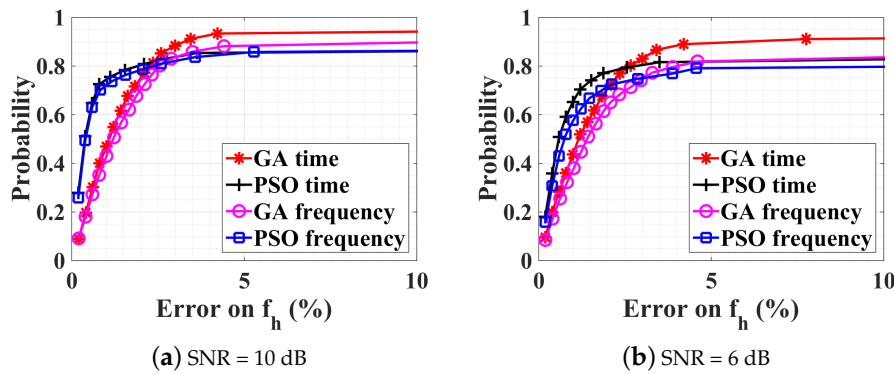 1
0.8
0.6
0.4
0.2
0
Probability
GA time
PSO time
GA frequency
PSO frequency
0 5 10
Error on f_h (%)
(a) SNR = 10 dB
1
0.8
0.6
0.4
0.2
0
Probability
GA time
PSO time
GA frequency
PSO frequency
0 5 10
Error on f_h (%)
(b) SNR = 6 dB